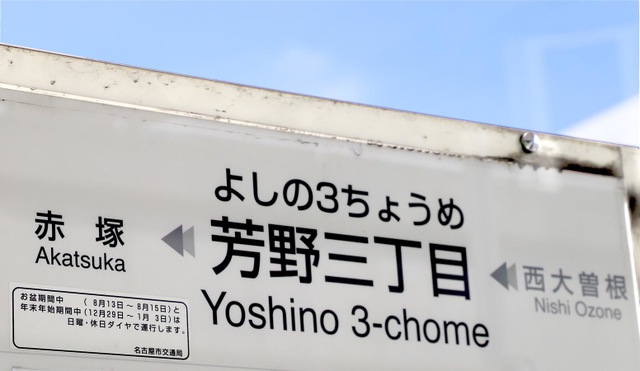 よしの3ちょうめ
芳野三丁目
Yoshino 3-chome
赤塚
Akatsuka
西大曽根
Nishi Ozone
お盆期間中 ( 8月13日~ 8月15日)と
年末年始期間中(12月29日~ 1月 3日)は
日曜・休日ダイヤで運行します。
名古屋市交通局